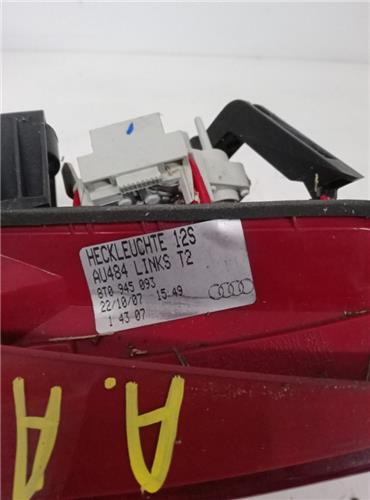 HECKLEUCHTE 12S
AU484 LINKS T2
8T0 945 093
22/10/07 15:49
1 43 07
A.A
A